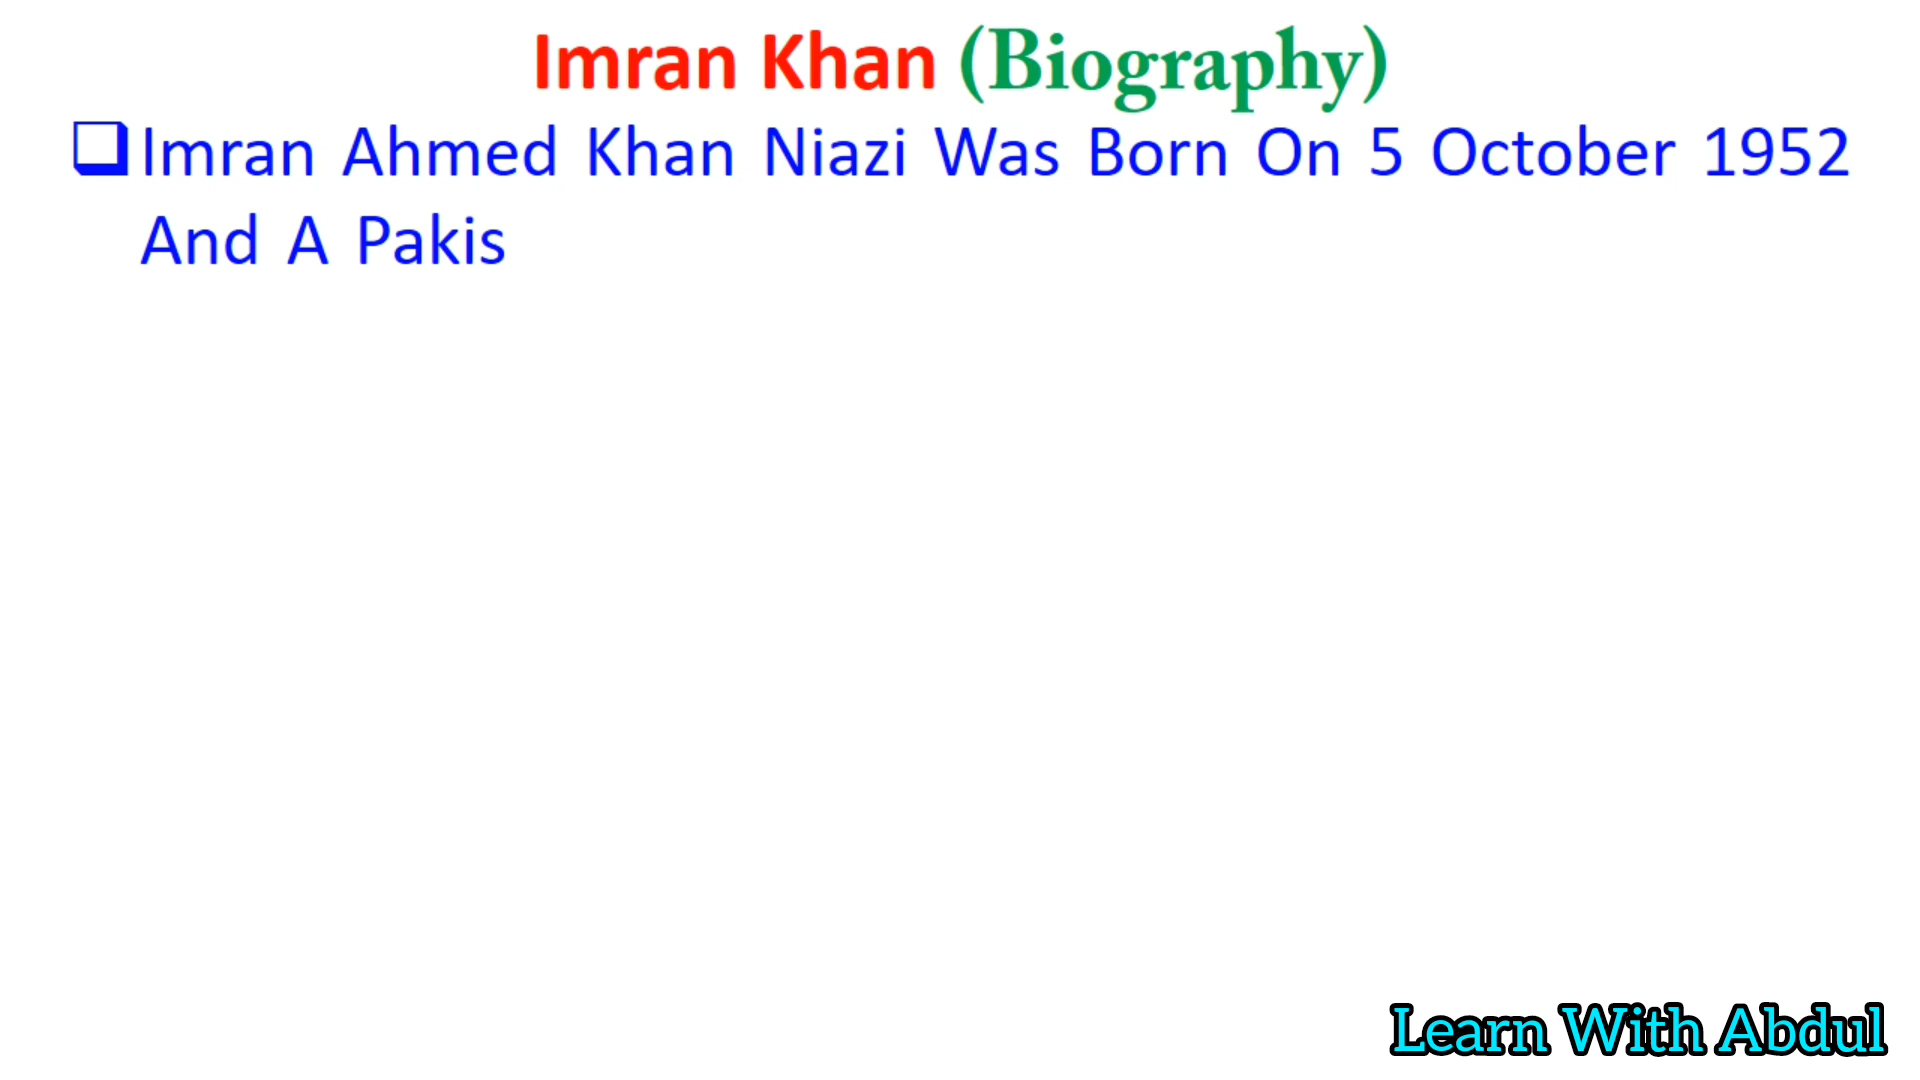 Imran Khan (Biography)
❑ Imran Ahmed Khan Niazi Was Born On 5 October 1952
And A Pakis
Learn With Abdul